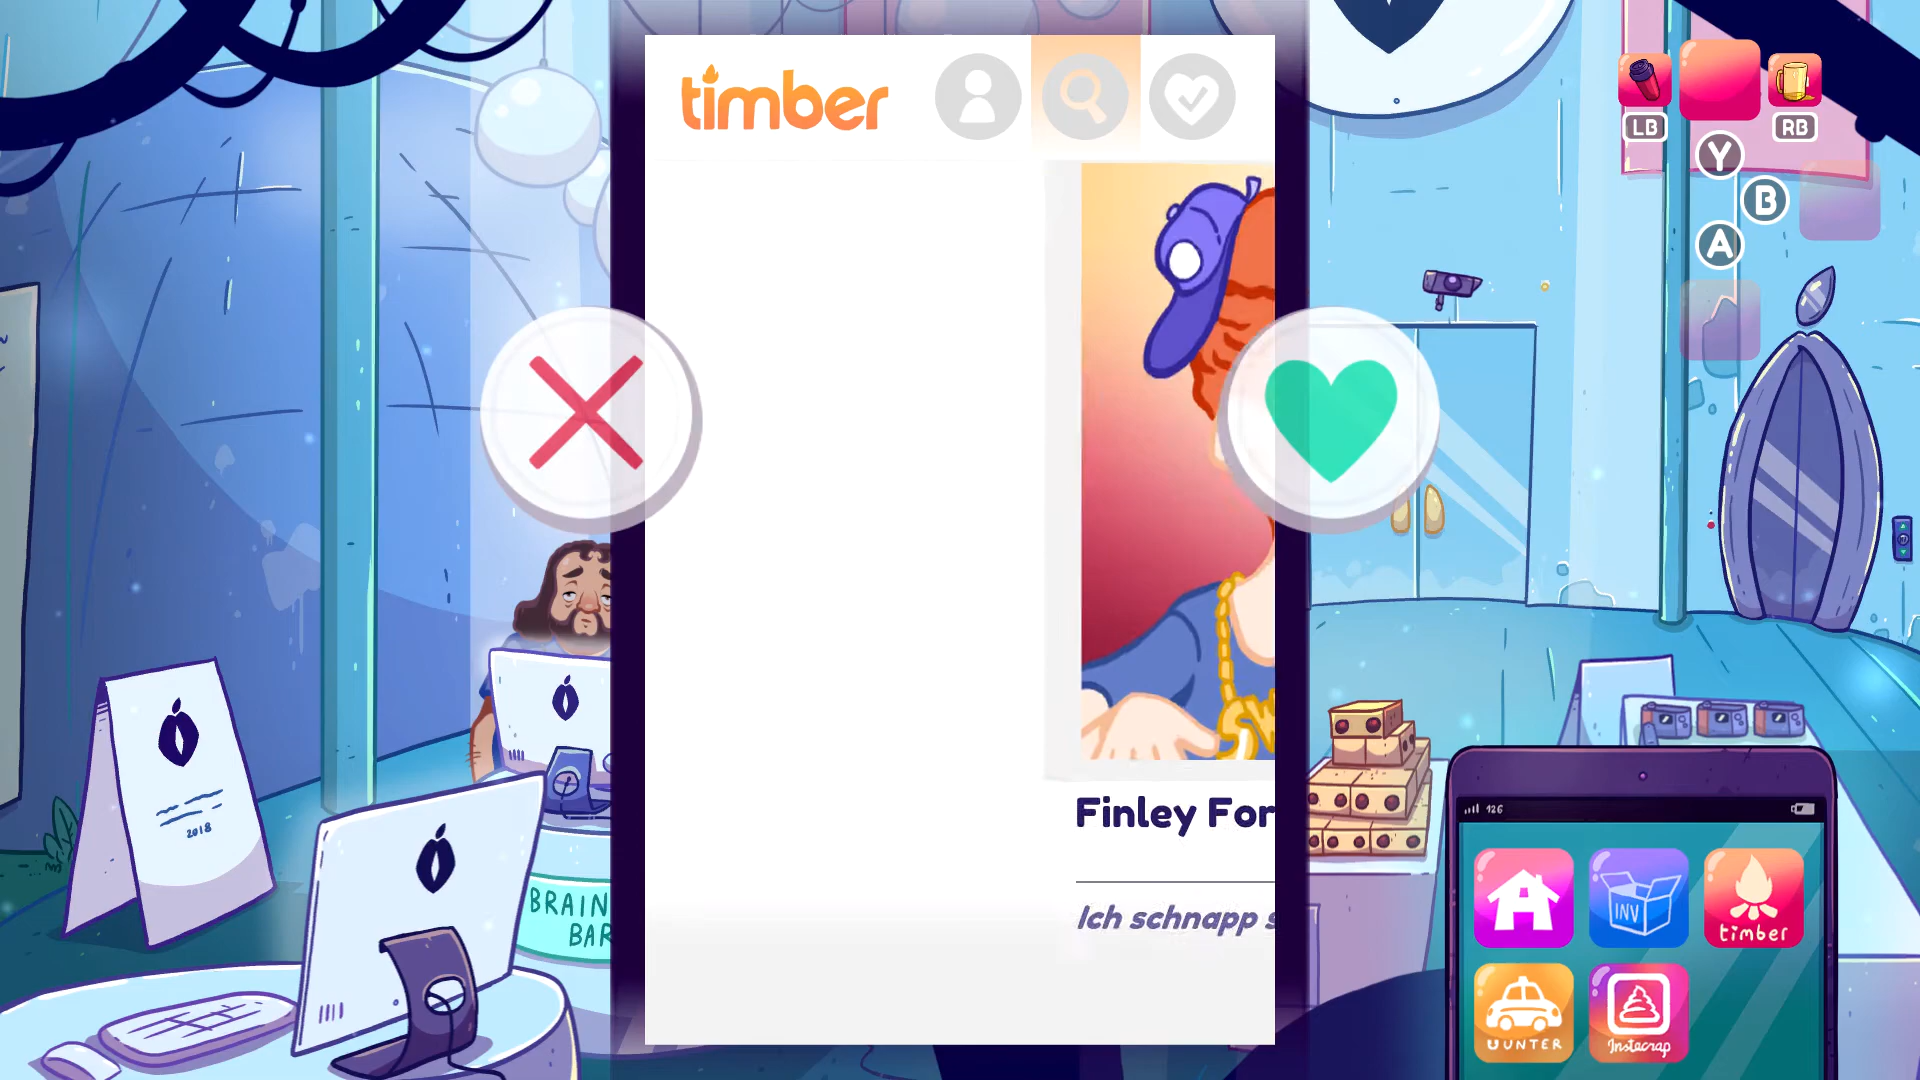 timber
LB
RB
Y
B
A
2018
BRAIN
BAR
Finley For
Ich schnapp s
126
INV
timber
UUNTER
Instacrap